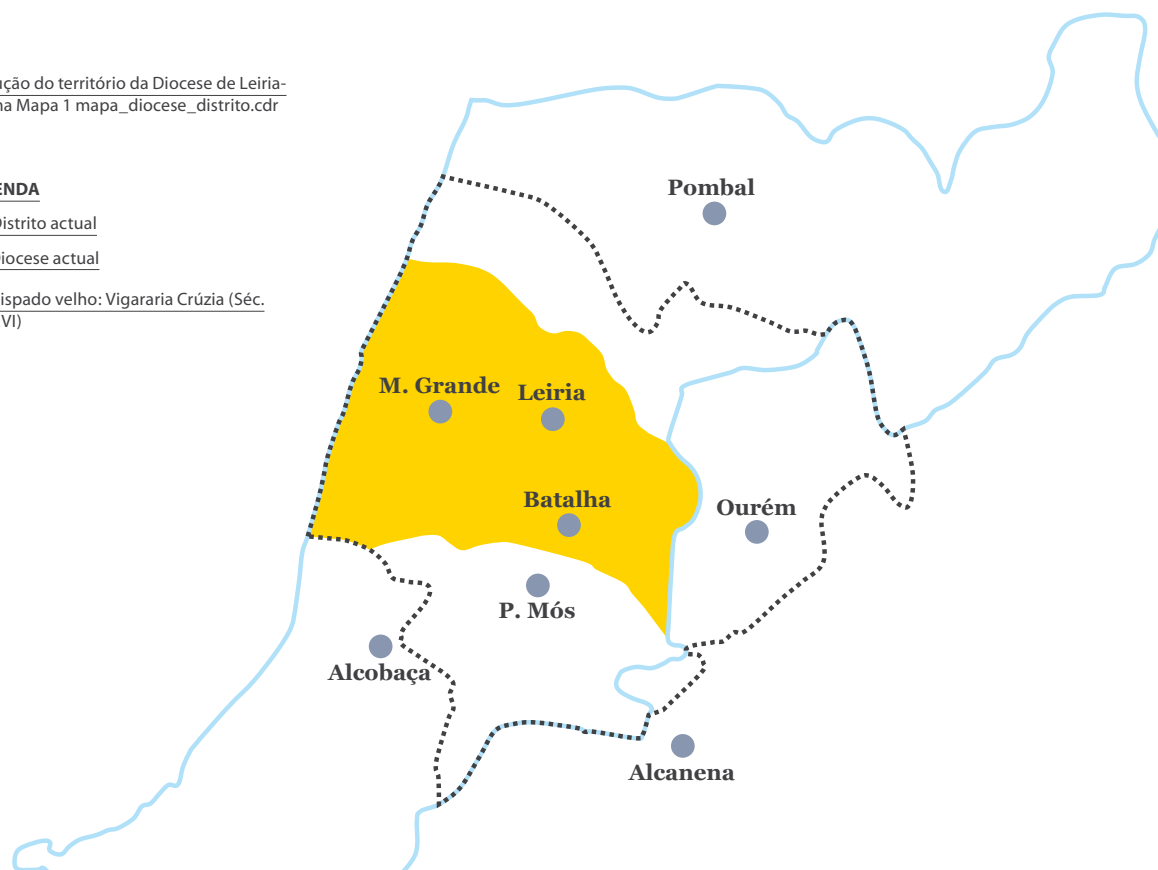 ução do território da Diocese de Leiria-
na Mapa 1 mapa_diocese_distrito.cdr
ENDA
Distrito actual
Diocese actual
ispado velho: Vigararia Crúzia (Séc.
VI)
Pombal
M. Grande
Leiria
Batalha
Ourém
P. Mós
Alcobaça
Alcanena